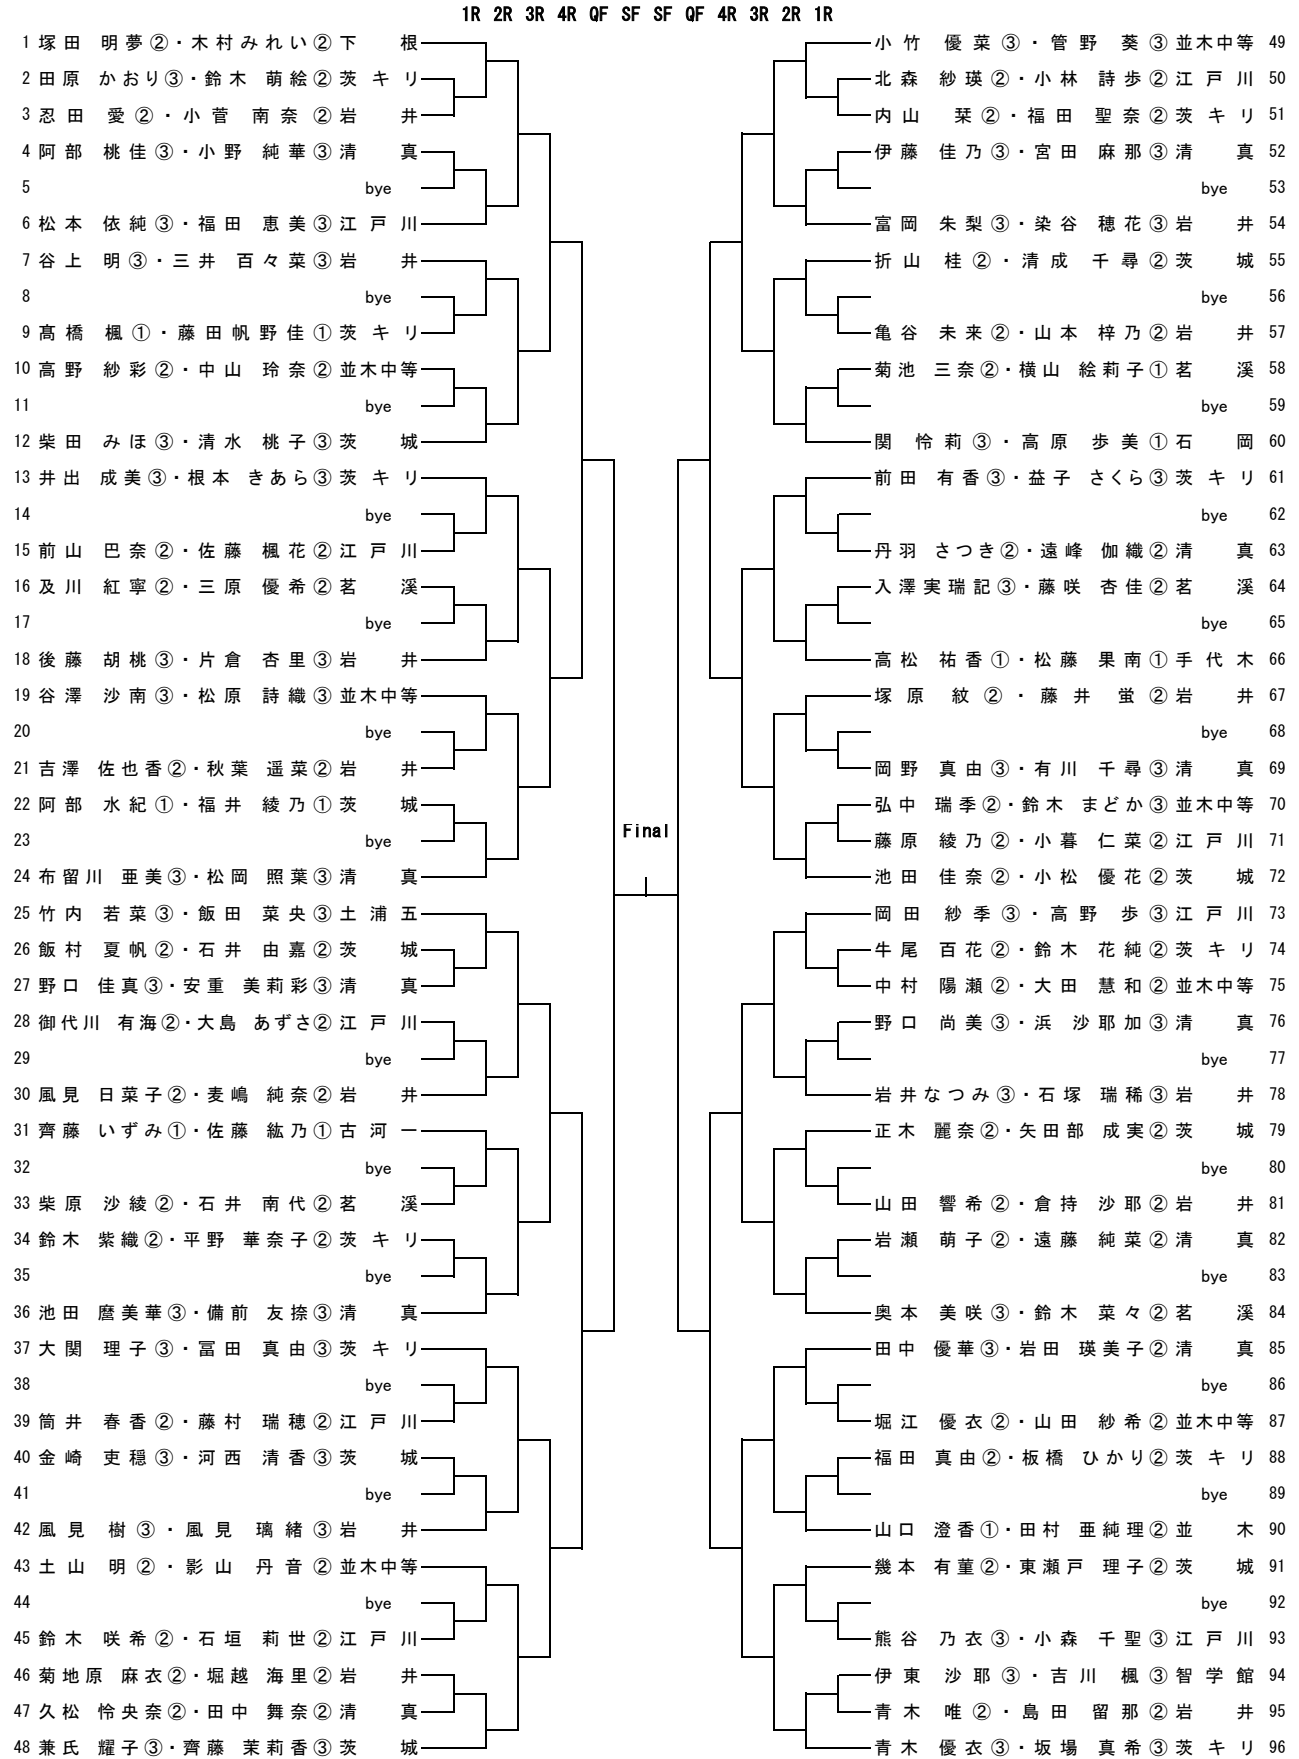 1R 2R 3R 4R QF SF SF QF 4R 3R 2R 1R
1 塚田 明夢②・木村みれい② 下根
2 田原 かおり③・鈴木 萌絵② 茨キリ
3 忍田 愛②・小菅 南奈② 岩井
4 阿部 桃佳③・小野 純華③ 清真
5 bye
6 松本 依純③・福田 恵美③ 江戸川
7 谷上 明③・三井 百々菜③ 岩井
8 bye
9 髙橋 楓①・藤田帆野佳① 茨キリ
10 高野 紗彩②・中山 玲奈② 並木中等
11 bye
12 柴田 みほ③・清水 桃子③ 茨城
13 井出 成美③・根本 きあら③ 茨キリ
14 bye
15 前山 巴奈②・佐藤 楓花② 江戸川
16 及川 紅寧②・三原 優希② 茗溪
17 bye
18 後藤 胡桃③・片倉 杏里③ 岩井
19 谷澤 沙南③・松原 詩織③ 並木中等
20 bye
21 吉澤 佐也香②・秋葉 遥菜② 岩井
22 阿部 水紀①・福井 綾乃① 茨城
23 bye
24 布留川 亜美③・松岡 照葉③ 清真
25 竹内 若菜③・飯田 菜央③ 土浦五
26 飯村 夏帆②・石井 由嘉② 茨城
27 野口 佳真③・安重 美莉彩③ 清真
28 御代川 有海②・大島 あずさ② 江戸川
29 bye
30 風見 日菜子②・麦嶋 純奈② 岩井
31 齊藤 いずみ①・佐藤 紘乃① 古河一
32 bye
33 柴原 沙綾②・石井 南代② 茗溪
34 鈴木 紫織②・平野 華奈子② 茨キリ
35 bye
36 池田 麿美華③・備前 友捺③ 清真
37 大関 理子③・冨田 真由③ 茨キリ
38 bye
39 筒井 春香②・藤村 瑞穂② 江戸川
40 金崎 吏穏③・河西 清香③ 茨城
41 bye
42 風見 樹③・風見 璃緒③ 岩井
43 土山 明②・影山 丹音② 並木中等
44 bye
45 鈴木 咲希②・石垣 莉世② 江戸川
46 菊地原 麻衣②・堀越 海里② 岩井
47 久松 怜央奈②・田中 舞奈② 清真
48 兼氏 耀子③・齊藤 茉莉香③ 茨城
Final
小竹 優菜③・管野 葵③ 並木中等 49
北森 紗瑛②・小林 詩歩② 江戸川 50
内山 栞②・福田 聖奈② 茨キリ 51
伊藤 佳乃③・宮田 麻那③ 清真 52
bye 53
富岡 朱梨③・染谷 穂花③ 岩井 54
折山 桂②・清成 千尋② 茨城 55
bye 56
亀谷 未来②・山本 梓乃② 岩井 57
菊池 三奈②・横山 絵莉子① 茗溪 58
bye 59
関 怜莉③・高原 歩美① 石岡 60
前田 有香③・益子 さくら③ 茨キリ 61
bye 62
丹羽 さつき②・遠峰 伽織② 清真 63
入澤実瑞記③・藤咲 杏佳② 茗溪 64
bye 65
高松 祐香①・松藤 果南① 手代木 66
塚原 紋②・藤井 蛍② 岩井 67
bye 68
岡野 真由③・有川 千尋③ 清真 69
弘中 瑞季②・鈴木 まどか③ 並木中等 70
藤原 綾乃②・小暮 仁菜② 江戸川 71
池田 佳奈②・小松 優花② 茨城 72
岡田 紗季③・高野 歩③ 江戸川 73
牛尾 百花②・鈴木 花純② 茨キリ 74
中村 陽瀬②・大田 慧和② 並木中等 75
野口 尚美③・浜 沙耶加③ 清真 76
bye 77
岩井なつみ③・石塚 瑞稀③ 岩井 78
正木 麗奈②・矢田部 成実② 茨城 79
bye 80
山田 響希②・倉持 沙耶② 岩井 81
岩瀬 萌子②・遠藤 純菜② 清真 82
bye 83
奥本 美咲③・鈴木 菜々② 茗溪 84
田中 優華③・岩田 瑛美子② 清真 85
bye 86
堀江 優衣②・山田 紗希② 並木中等 87
福田 真由②・板橋 ひかり② 茨キリ 88
bye 89
山口 澄香①・田村 亜純理② 並木 90
幾本 有菫②・東瀬戸 理子② 茨城 91
bye 92
熊谷 乃衣③・小森 千聖③ 江戸川 93
伊東 沙耶③・吉川 楓③ 智学館 94
青木 唯②・島田 留那② 岩井 95
青木 優衣③・坂場 真希③ 茨キリ 96